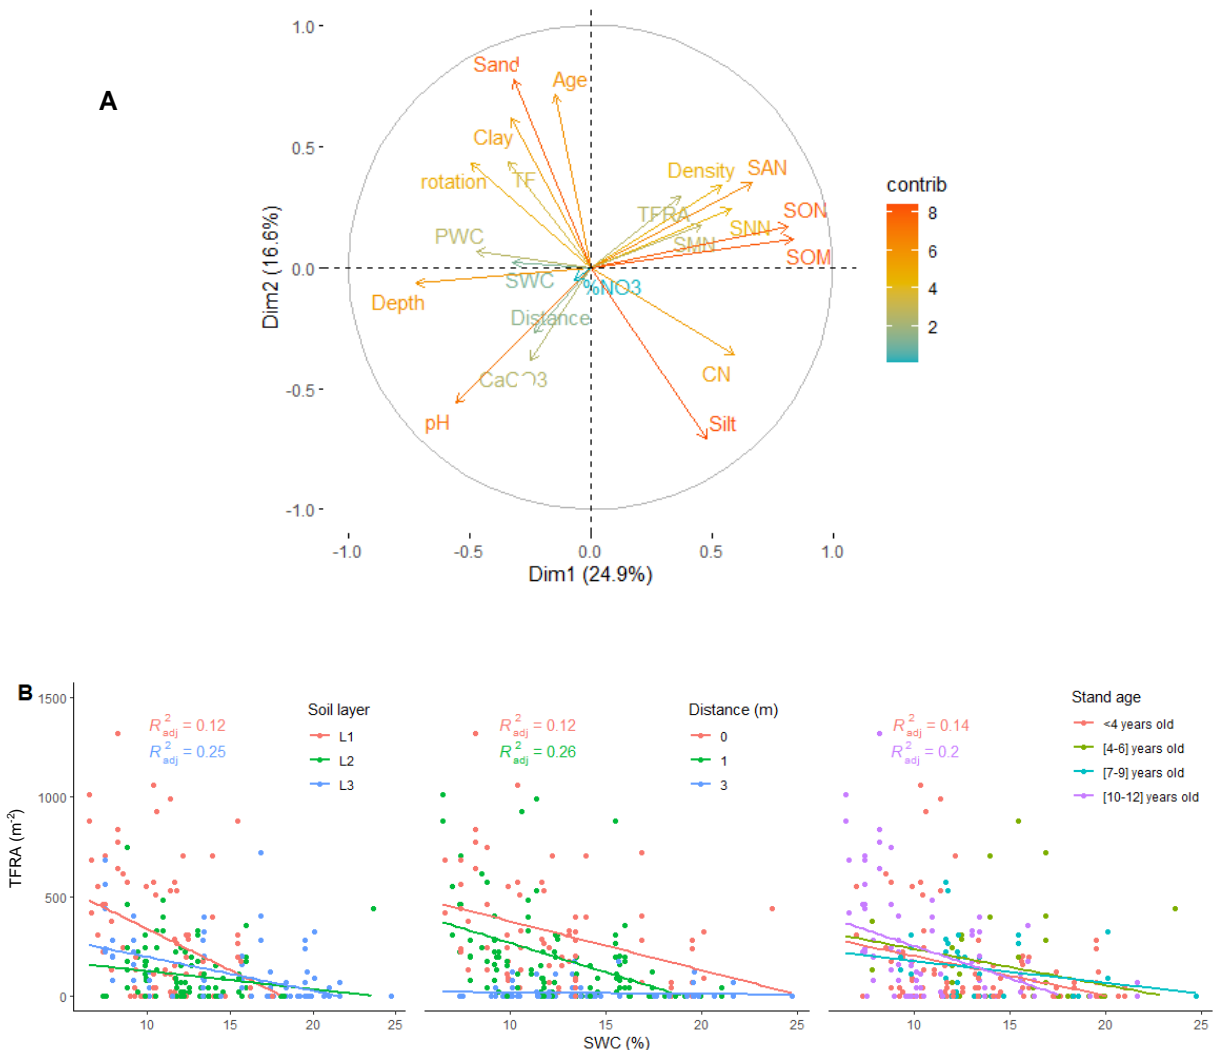 A
1.0
0.5
0.0
-0.5
-1.0
Dim2 (16.6%)
Sand
Age
Clay
rotation
TF
PWC
SWC
Depth
Distance
CaCO3
pH
Density
SAN
TFRA
SON
SNN
SMN
SOM
%NO3
CN
Silt
-1.0 -0.5 0.0 0.5 1.0
Dim1 (24.9%)
contrib
8
6
4
2
B
1500
1000
500
0
TFRA (m-2)
R2adj = 0.12
R2adj = 0.25
Soil layer
L1
L2
L3
10 15 20 25
R2adj = 0.12
R2adj = 0.26
Distance (m)
0
1
3
10 15 20 25
R2adj = 0.14
R2adj = 0.2
Stand age
<4 years old
[4-6] years old
[7-9] years old
[10-12] years old
10 15 20 25
SWC (%)